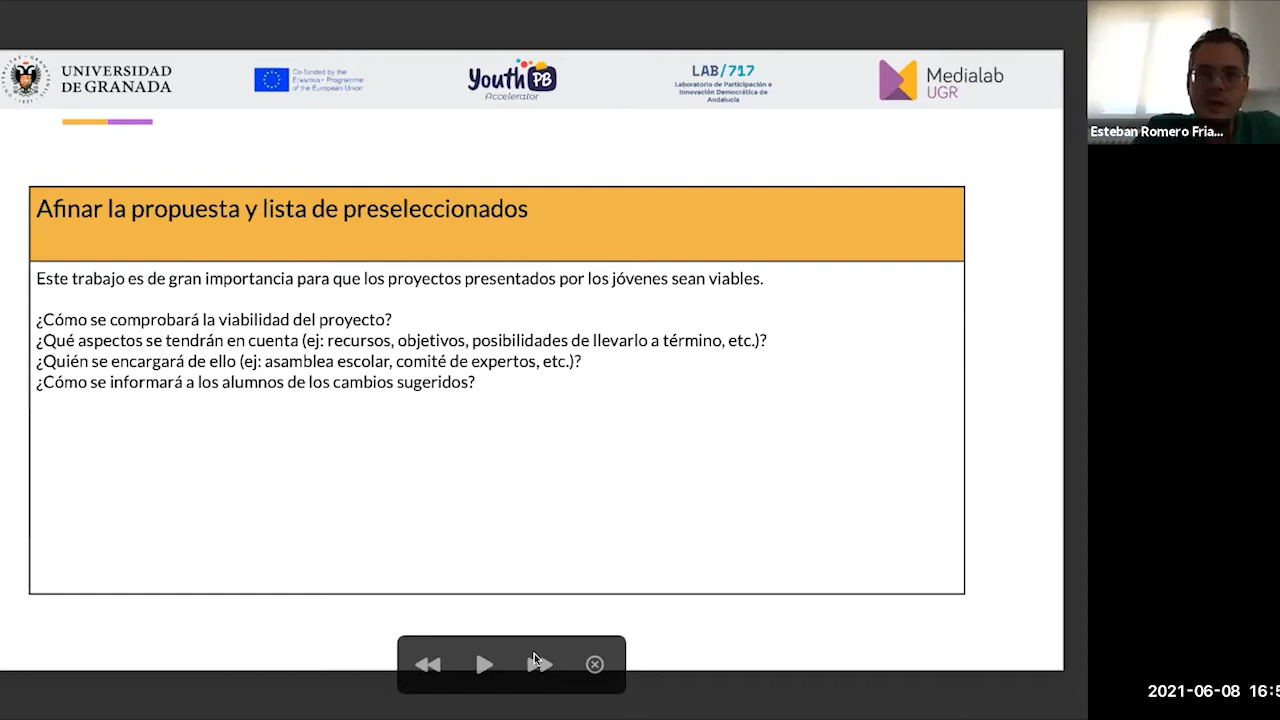 UNIVERSIDAD
DE GRANADA
Co-funded by the
Erasmus+ Programme
of the European Union
Youth PB
Accelerator
LAB/717
Laboratorio de Participación e
Innovación Democrática de
Andalucía
Medialab
UGR
Esteban Romero Fria...
Afinar la propuesta y lista de preseleccionados
Este trabajo es de gran importancia para que los proyectos presentados por los jóvenes sean viables.
¿Cómo se comprobará la viabilidad del proyecto?
¿Qué aspectos se tendrán en cuenta (ej: recursos, objetivos, posibilidades de llevarlo a término, etc.)?
¿Quién se encargará de ello (ej: asamblea escolar, comité de expertos, etc.)?
¿Cómo se informará a los alumnos de los cambios sugeridos?
2021-06-08 16:5